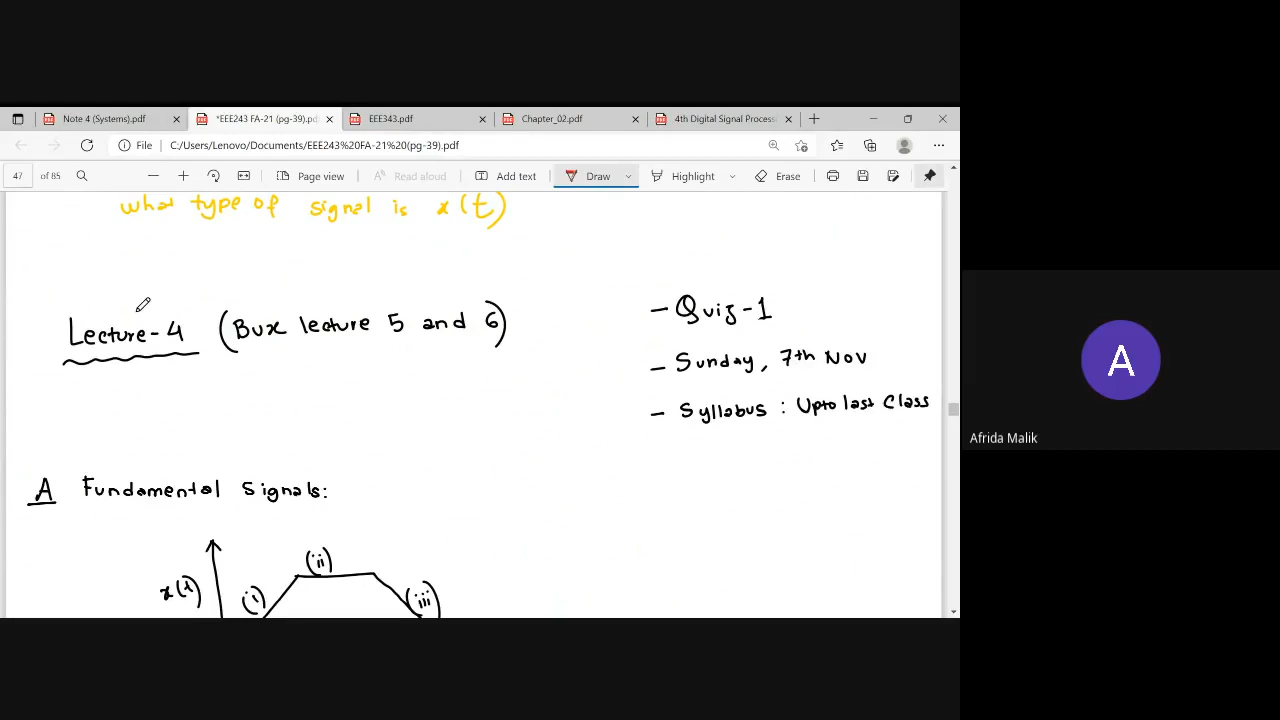 Note 4 (Systems).pdf
*EEE243 FA-21 (pg-39).pd
EEE343.pdf
Chapter_02.pdf
4th Digital Signal Process
File
C:/Users/Lenovo/Documents/EEE243%20FA-21%20(pg-39).pdf
47 of 85
Page view
Read aloud
Add text
Draw
Highlight
Erase
what type of signal is x(t)
Lecture-4 (Bux lecture 5 and 6)
- Quiz-1
- Sunday, 7th Nov
- Syllabus : Upto last Class
A Fundamental Signals:
x(t)
(i)
(ii)
(iii)
A
Afrida Malik